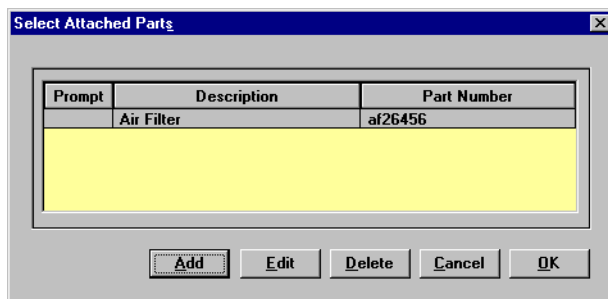 Select Attached Parts
Prompt Description Part Number
Air Filter af26456
Add Edit Delete Cancel OK